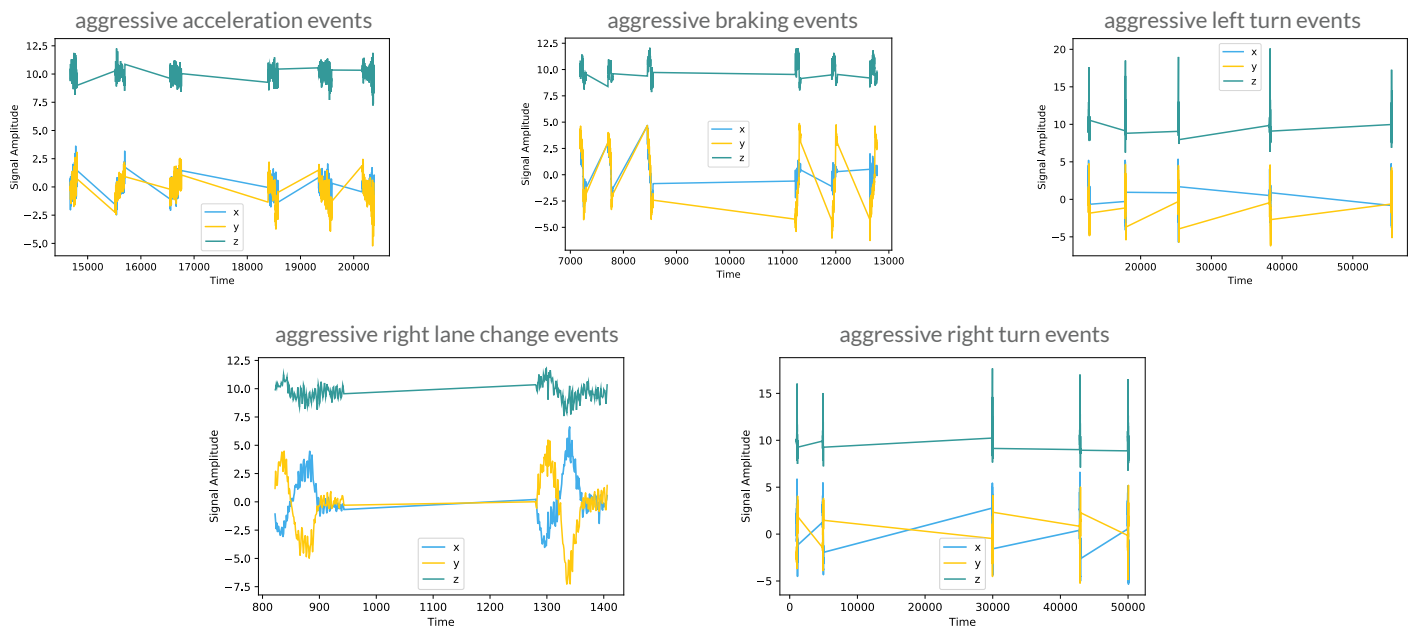 aggressive acceleration events
12.5
10.0
7.5
5.0
2.5
0.0
−2.5
−5.0
Signal Amplitude
x
y
z
15000 16000 17000 18000 19000 20000
Time
aggressive braking events
12.5
10.0
7.5
5.0
2.5
0.0
−2.5
−5.0
Signal Amplitude
x
y
z
7000 8000 9000 10000 11000 12000 13000
Time
aggressive left turn events
20
15
10
5
0
−5
Signal Amplitude
x
y
z
20000 30000 40000 50000
Time
aggressive right lane change events
12.5
10.0
7.5
5.0
2.5
0.0
−2.5
−5.0
−7.5
Signal Amplitude
x
y
z
800 900 1000 1100 1200 1300 1400
Time
aggressive right turn events
15
10
5
0
−5
Signal Amplitude
x
y
z
0 10000 20000 30000 40000 50000
Time